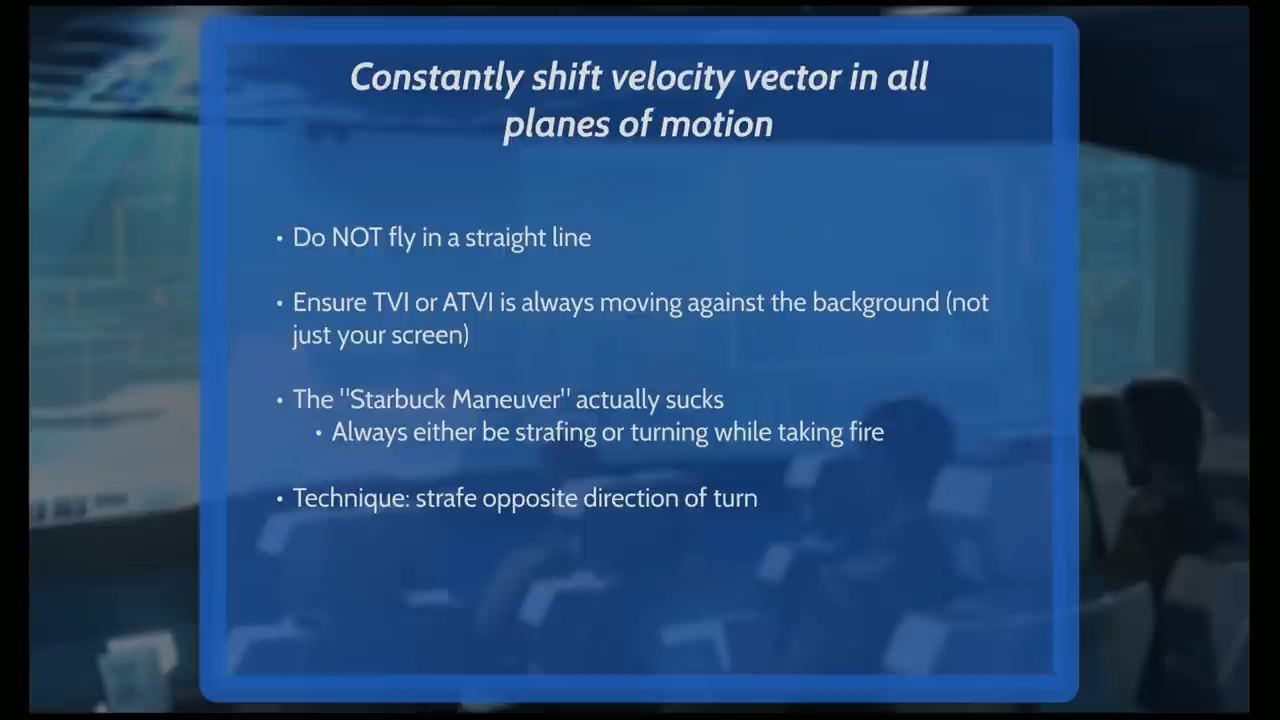 Constantly shift velocity vector in all
planes of motion
• Do NOT fly in a straight line
• Ensure TVI or ATVI is always moving against the background (not
just your screen)
• The "Starbuck Maneuver" actually sucks
• Always either be strafing or turning while taking fire
• Technique: strafe opposite direction of turn